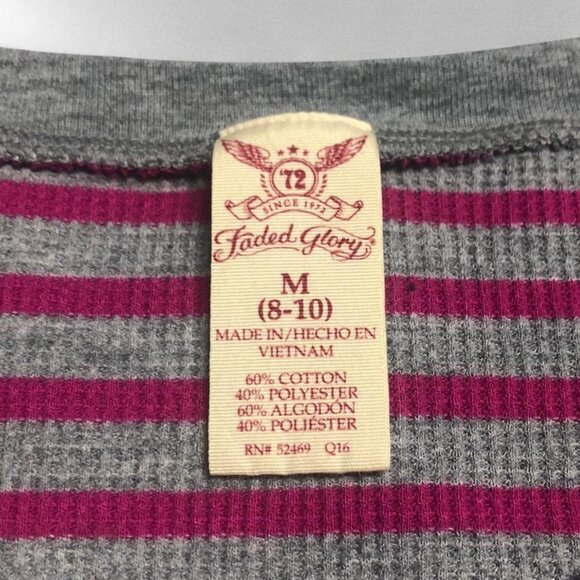 '72
SINCE 1972
Faded Glory®
M
(8-10)
MADE IN/HECHO EN
VIETNAM
60% COTTON
40% POLYESTER
60% ALGODÓN
40% POLIÉSTER
RN# 52469 Q16